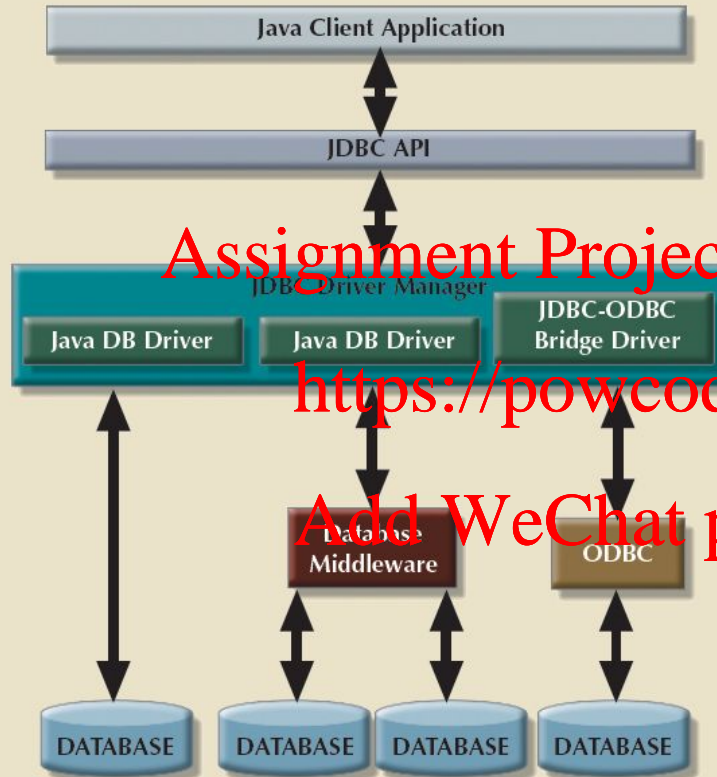 Java Client Application
JDBC API
Assignment Projec
JDBC Driver Manager
Java DB Driver
Java DB Driver
JDBC-ODBC
Bridge Driver
https://powcod
Add WeChat p
Database
Middleware
ODBC
DATABASE
DATABASE
DATABASE
DATABASE